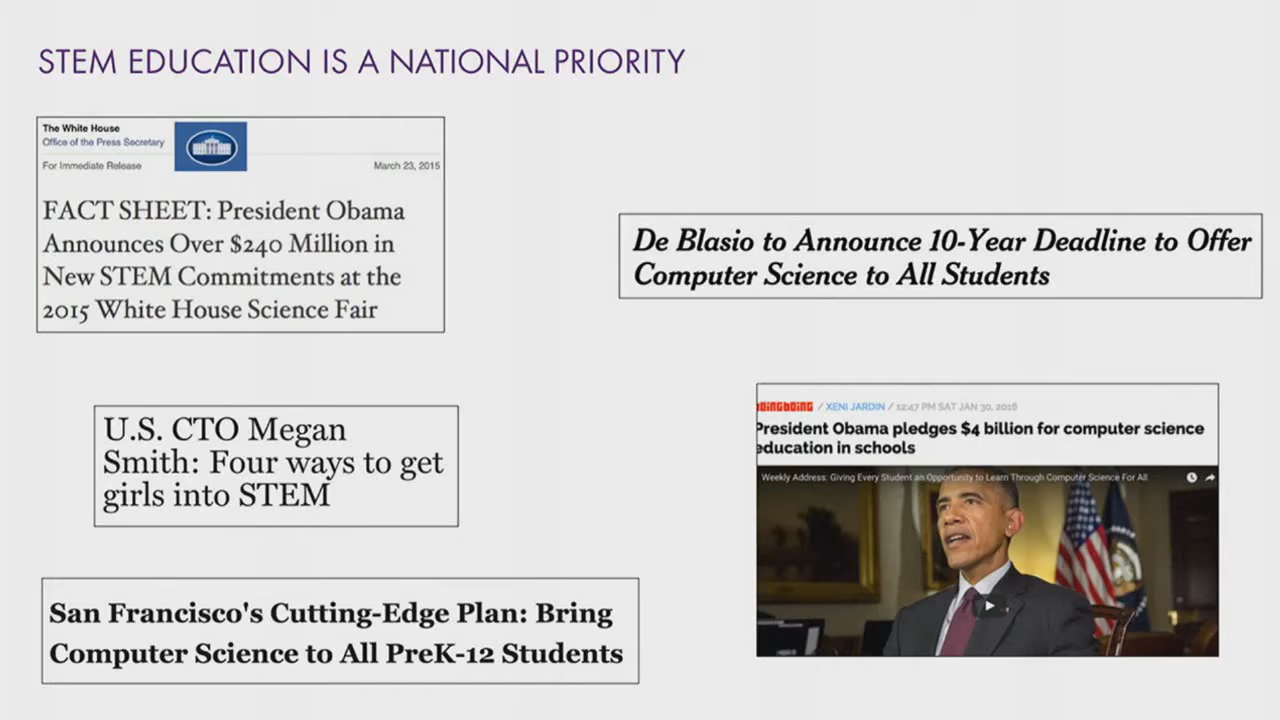 STEM EDUCATION IS A NATIONAL PRIORITY
The White House
Office of the Press Secretary
For Immediate Release March 23, 2015
FACT SHEET: President Obama
Announces Over $240 Million in
New STEM Commitments at the
2015 White House Science Fair
De Blasio to Announce 10-Year Deadline to Offer
Computer Science to All Students
U.S. CTO Megan
Smith: Four ways to get
girls into STEM
boingboing / XENI JARDIN / 12:47 PM SAT JAN 30, 2016
President Obama pledges $4 billion for computer science
education in schools
Weekly Address: Giving Every Student an Opportunity to Learn Through Computer Science For All
San Francisco's Cutting-Edge Plan: Bring
Computer Science to All PreK-12 Students